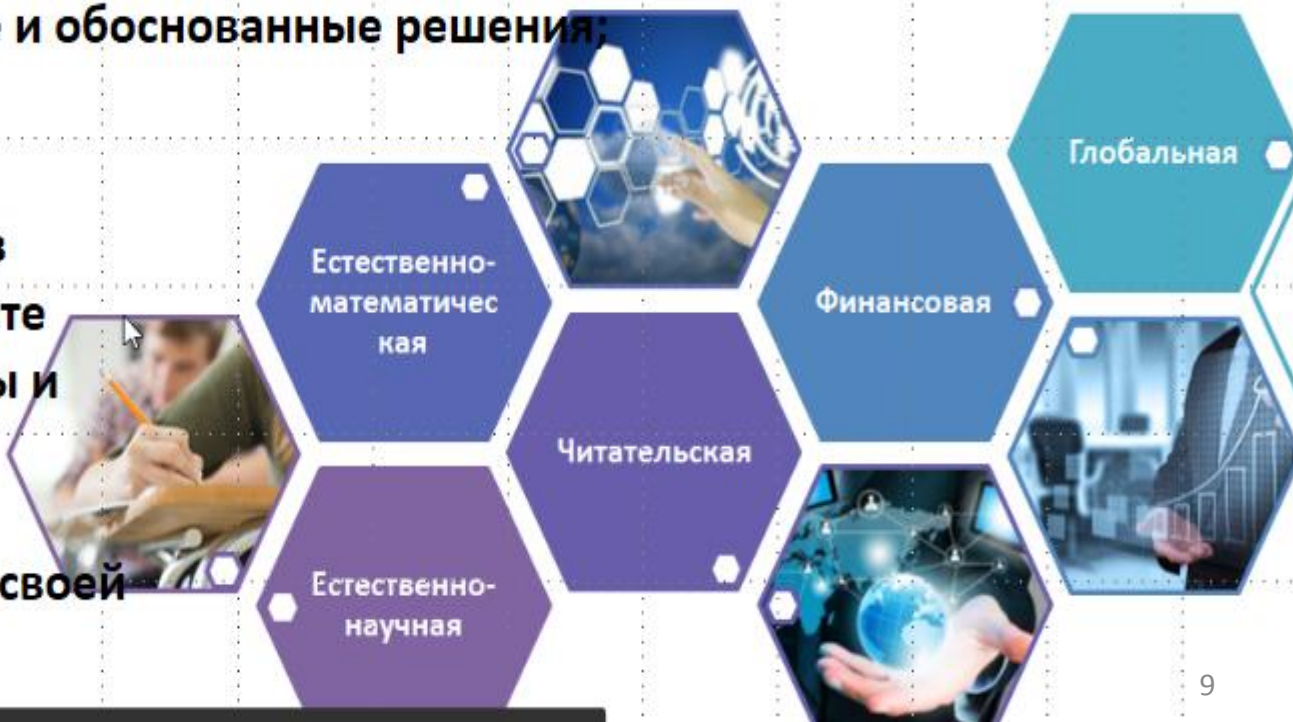 и обоснованные решения;
Глобальная
Естественно-
математичес
кая
Финансовая
те
и
Читательская
своей
Естественно-
научная
9